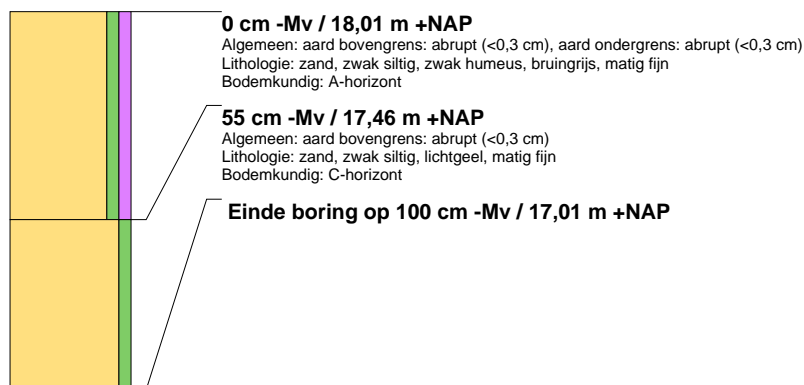 0 cm -Mv / 18,01 m +NAP
Algemeen: aard bovengrens: abrupt (<0,3 cm), aard ondergrens: abrupt (<0,3 cm)
Lithologie: zand, zwak siltig, zwak humeus, bruingrijs, matig fijn
Bodemkundig: A-horizont
55 cm -Mv / 17,46 m +NAP
Algemeen: aard bovengrens: abrupt (<0,3 cm)
Lithologie: zand, zwak siltig, lichtgeel, matig fijn
Bodemkundig: C-horizont
Einde boring op 100 cm -Mv / 17,01 m +NAP